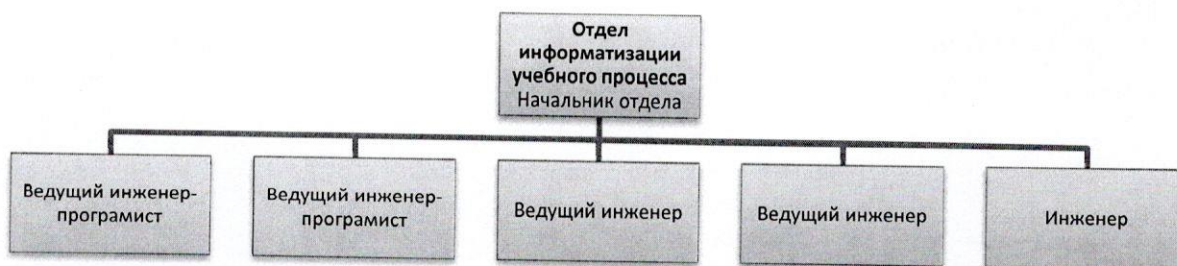 Отдел
информатизации
учебного процесса
Начальник отдела
Ведущий инженер-
програмист
Ведущий инженер-
програмист
Ведущий инженер
Ведущий инженер
Инженер